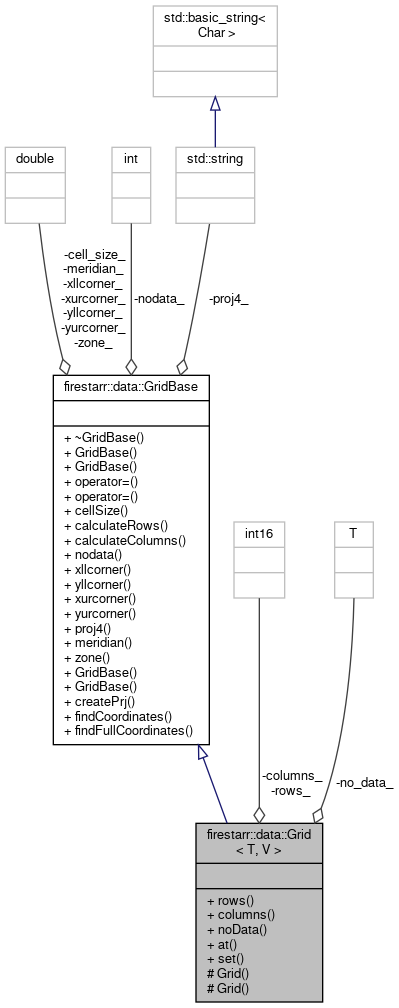 std::basic_string<
Char >
double
int
std::string
-cell_size_
-meridian_
-xllcorner_
-xurcorner_
-yllcorner_
-yurcorner_
-zone_
-nodata_
-proj4_
firestarr::data::GridBase
+ ~GridBase()
+ GridBase()
+ GridBase()
+ operator=()
+ operator=()
+ cellSize()
+ calculateRows()
+ calculateColumns()
+ nodata()
+ xllcorner()
+ yllcorner()
+ xurcorner()
+ yurcorner()
+ proj4()
+ meridian()
+ zone()
+ GridBase()
+ GridBase()
+ createPrj()
+ findCoordinates()
+ findFullCoordinates()
int16
T
-columns_
-rows_
-no_data_
firestarr::data::Grid
< T, V >
+ rows()
+ columns()
+ noData()
+ at()
+ set()
# Grid()
# Grid()